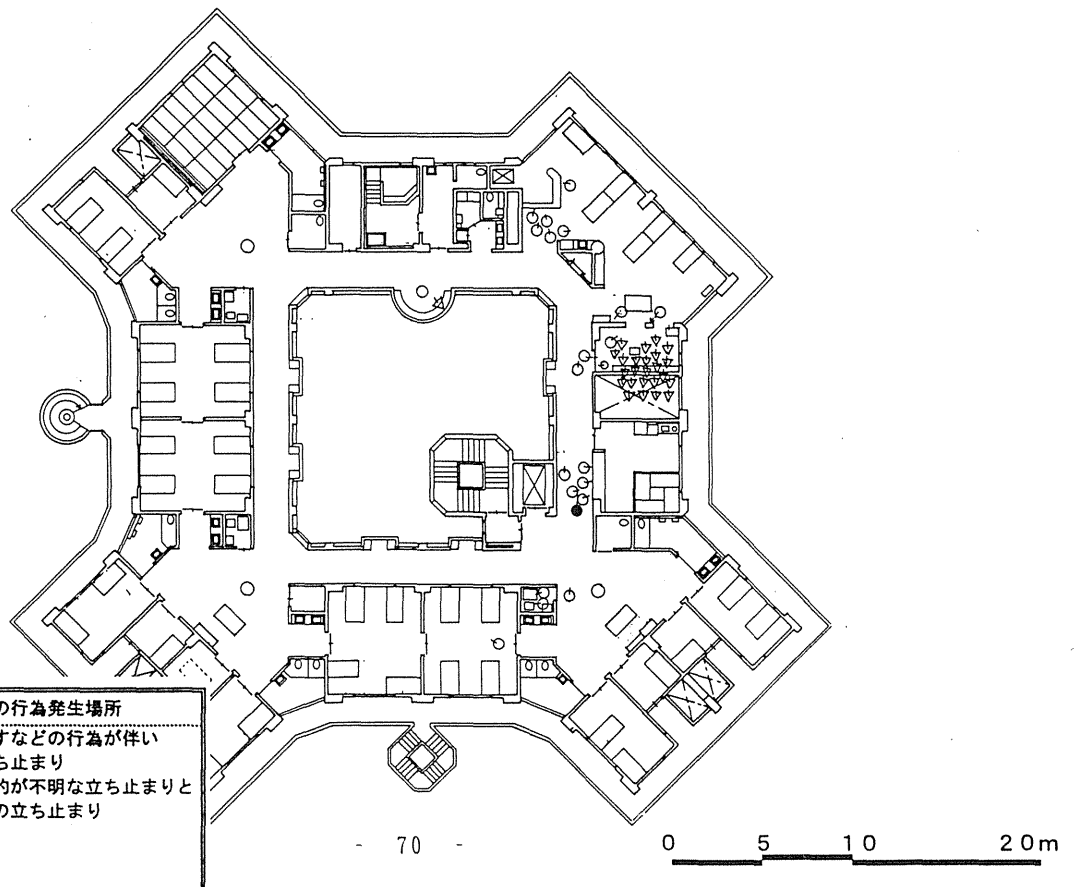 の行為発生場所
すなどの行為が伴い
ち止まり
的が不明な立ち止まりと
の立ち止まり
- 70 -
0 5 10 20m